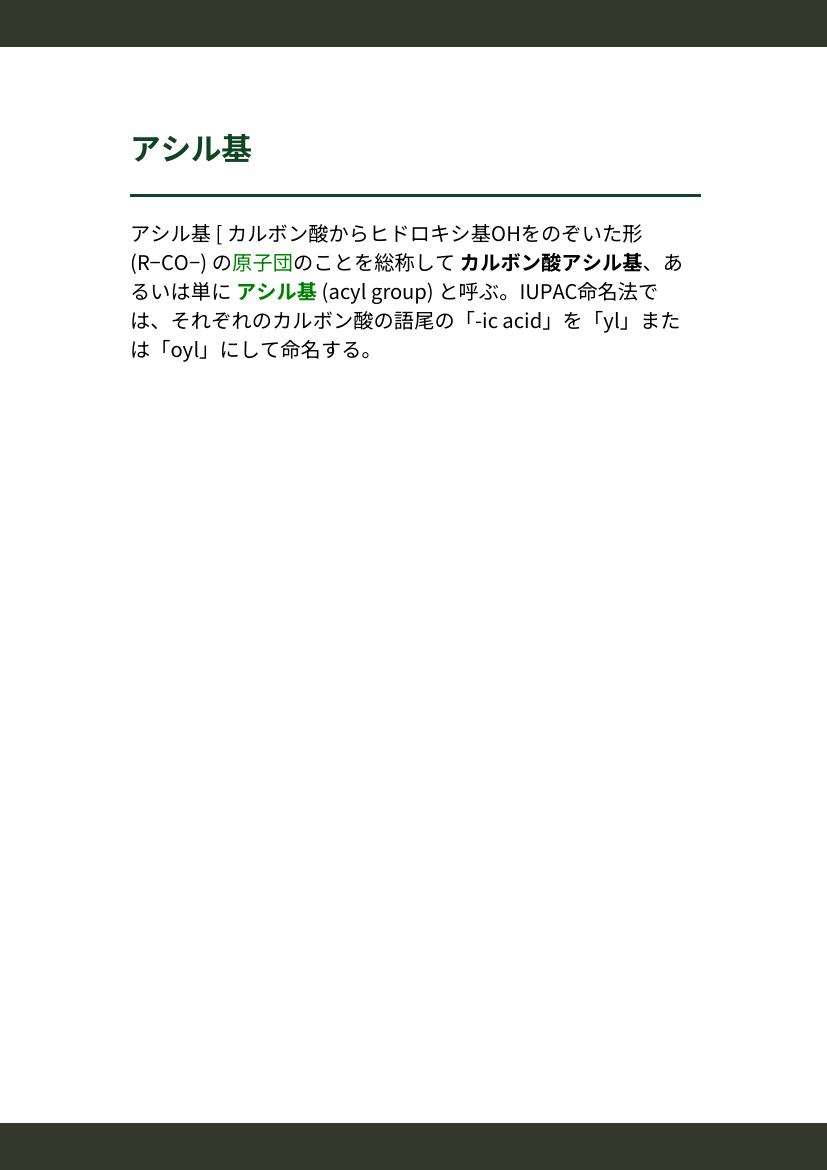 アシル基
アシル基 [ カルボン酸からヒドロキシ基OHをのぞいた形
(R−CO−) の原子団のことを総称して カルボン酸アシル基、あ
るいは単に アシル基 (acyl group) と呼ぶ。IUPAC命名法で
は、それぞれのカルボン酸の語尾の「-ic acid」を「yl」また
は「oyl」にして命名する。